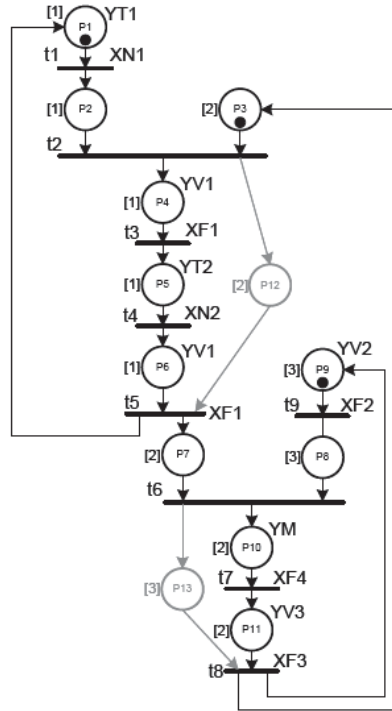 [1] P1 YT1
t1 XN1
[1] P2 [2] P3
t2
YV1
[1] P4
t3 XF1
YT2
[1] P5 [2] P12
t4 XN2
YV1
[1] P6 [3] P9 YV2
t5 XF1 t9 XF2
[2] P7 [3] P8
t6
YM
[2] P10
t7 XF4
[3] P13 YV3
[2] P11
t8 XF3